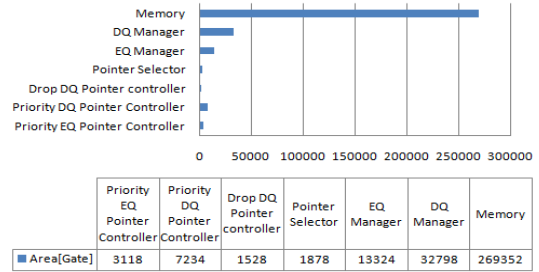 Memory
DQ Manager
EQ Manager
Pointer Selector
Drop DQ Pointer controller
Priority DQ Pointer Controller
Priority EQ Pointer Controller
0 50000 100000 150000 200000 250000 300000
Priority EQ Pointer Controller
Priority DQ Pointer Controller
Drop DQ Pointer controller
Pointer Selector
EQ Manager
DQ Manager
Memory
Area[Gate] 3118 7234 1528 1878 13324 32798 269352